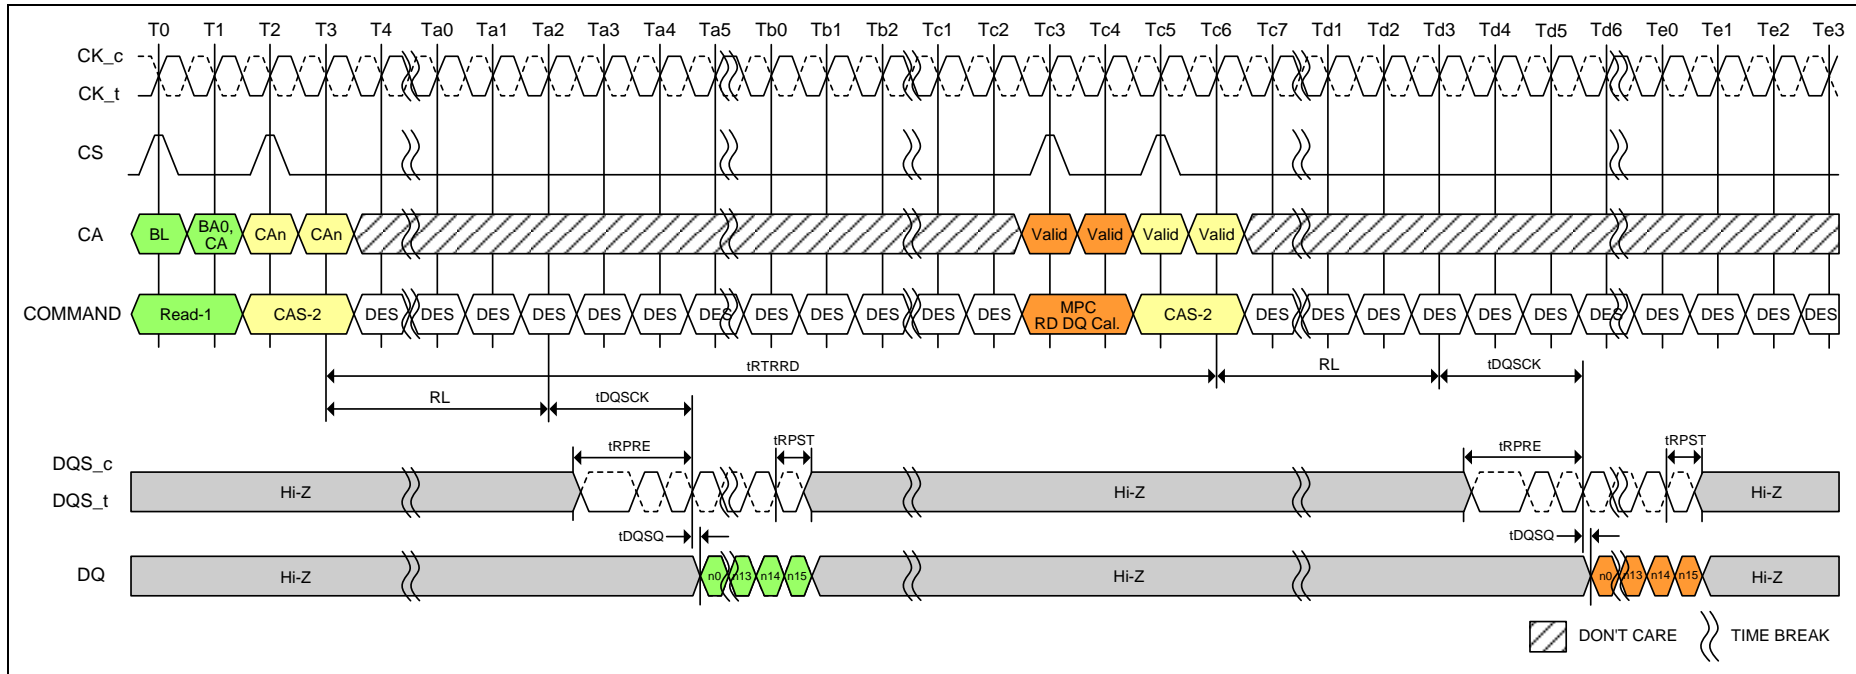 T0 T1 T2 T3 T4 Ta0 Ta1 Ta2 Ta3 Ta4 Ta5 Tb0 Tb1 Tb2 Tc1 Tc2 Tc3 Tc4 Tc5 Tc6 Tc7 Td1 Td2 Td3 Td4 Td5 Td6 Te0 Te1 Te2 Te3
CK_c
CK_t
CS
CA BL BA0, CA CAn CAn Valid Valid Valid Valid
COMMAND Read-1 CAS-2 DES DES DES DES DES DES DES DES DES DES DES DES MPC RD DQ Cal. CAS-2 DES DES DES DES DES DES DES DES DES DES DES
tRTRRD RL tDQSCK
RL tDQSCK
tRPRE tRPST tRPRE tRPST
DQS_c
DQS_t Hi-Z Hi-Z Hi-Z
tDQSQ tDQSQ
DQ Hi-Z n0 n13 n14 n15 Hi-Z n0 n13 n14 n15 Hi-Z
DON'T CARE TIME BREAK